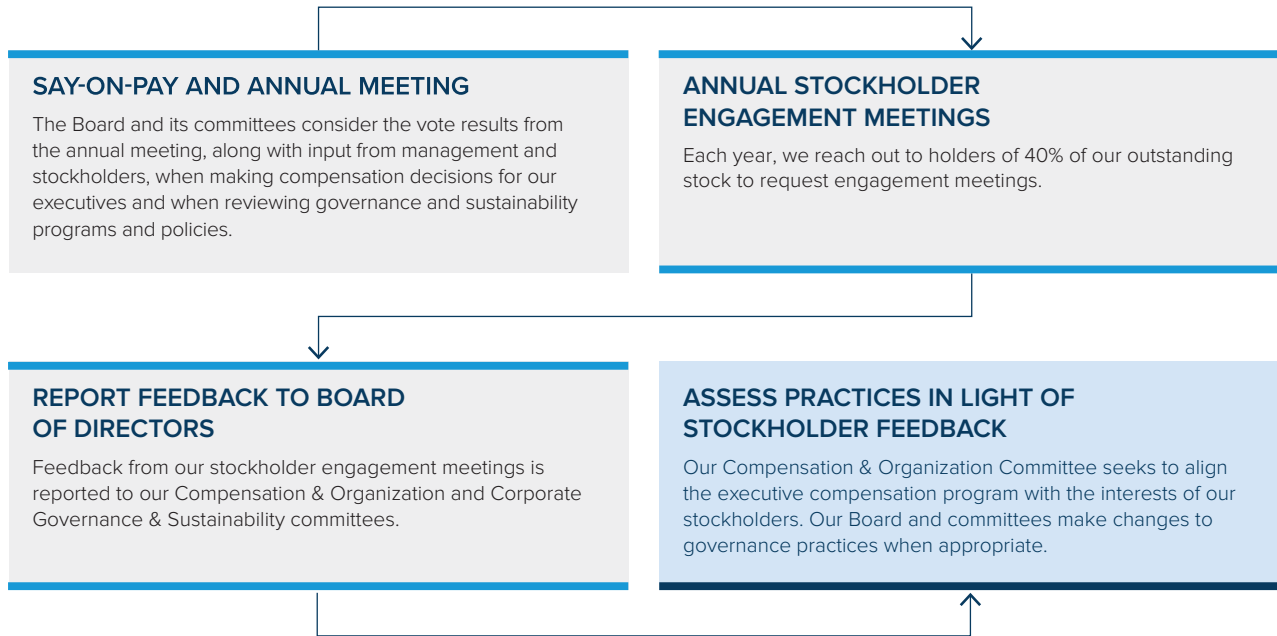 SAY-ON-PAY AND ANNUAL MEETING
The Board and its committees consider the vote results from
the annual meeting, along with input from management and
stockholders, when making compensation decisions for our
executives and when reviewing governance and sustainability
programs and policies.
ANNUAL STOCKHOLDER
ENGAGEMENT MEETINGS
Each year, we reach out to holders of 40% of our outstanding
stock to request engagement meetings.
REPORT FEEDBACK TO BOARD
OF DIRECTORS
Feedback from our stockholder engagement meetings is
reported to our Compensation & Organization and Corporate
Governance & Sustainability committees.
ASSESS PRACTICES IN LIGHT OF
STOCKHOLDER FEEDBACK
Our Compensation & Organization Committee seeks to align
the executive compensation program with the interests of our
stockholders. Our Board and committees make changes to
governance practices when appropriate.